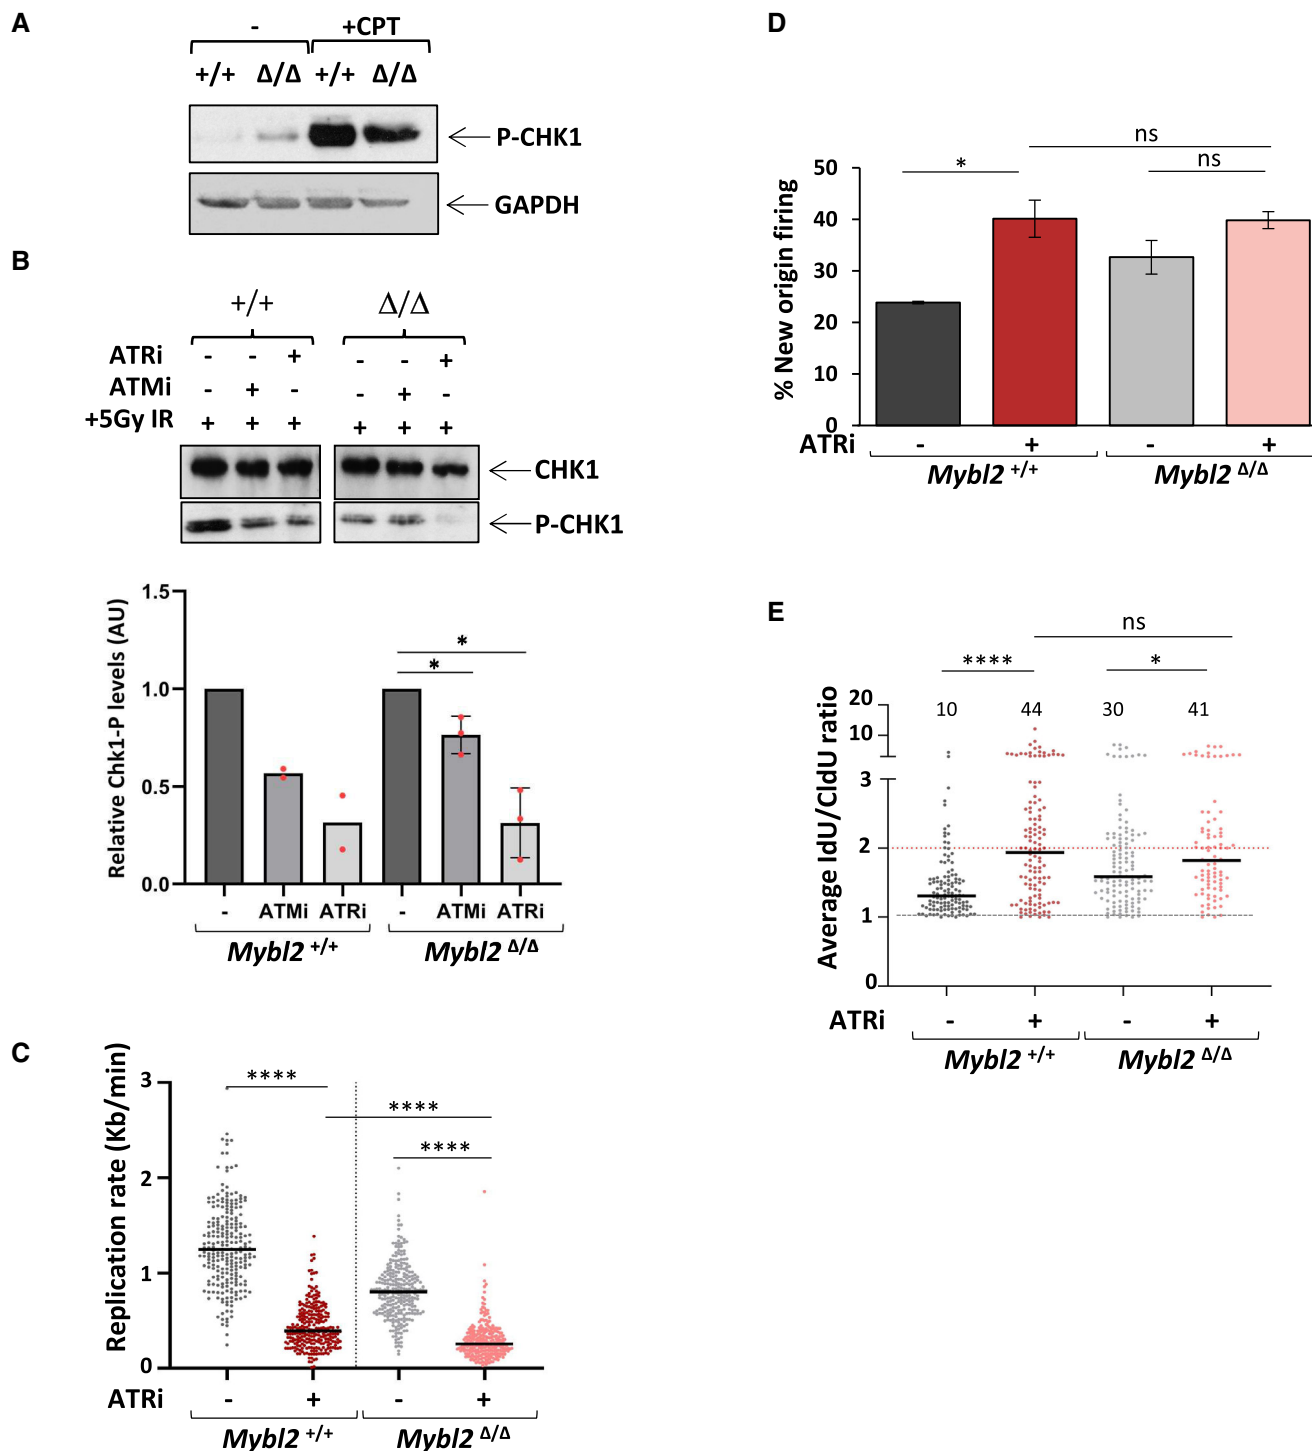 A
- +CPT
+/+ Δ/Δ +/+ Δ/Δ
P-CHK1
GAPDH
B
+/+ Δ/Δ
ATRi - - + - - +
ATMi - + - - + -
+5Gy IR + + + + + +
CHK1
P-CHK1
Relative Chk1-P levels (AU)
1.5
1.0
0.5
0.0
* *
- ATMi ATRi - ATMi ATRi
Mybl2 +/+ Mybl2 Δ/Δ
C
Replication rate (Kb/min)
3
2
1
0
**** **** ****
ATRi - + - +
Mybl2 +/+ Mybl2 Δ/Δ
D
% New origin firing
50
40
30
20
10
0
* ns ns
ATRi - + - +
Mybl2 +/+ Mybl2 Δ/Δ
E
Average IdU/CldU ratio
20
10
3
2
1
0
ns
**** *
10 44 30 41
ATRi - + - +
Mybl2 +/+ Mybl2 Δ/Δ